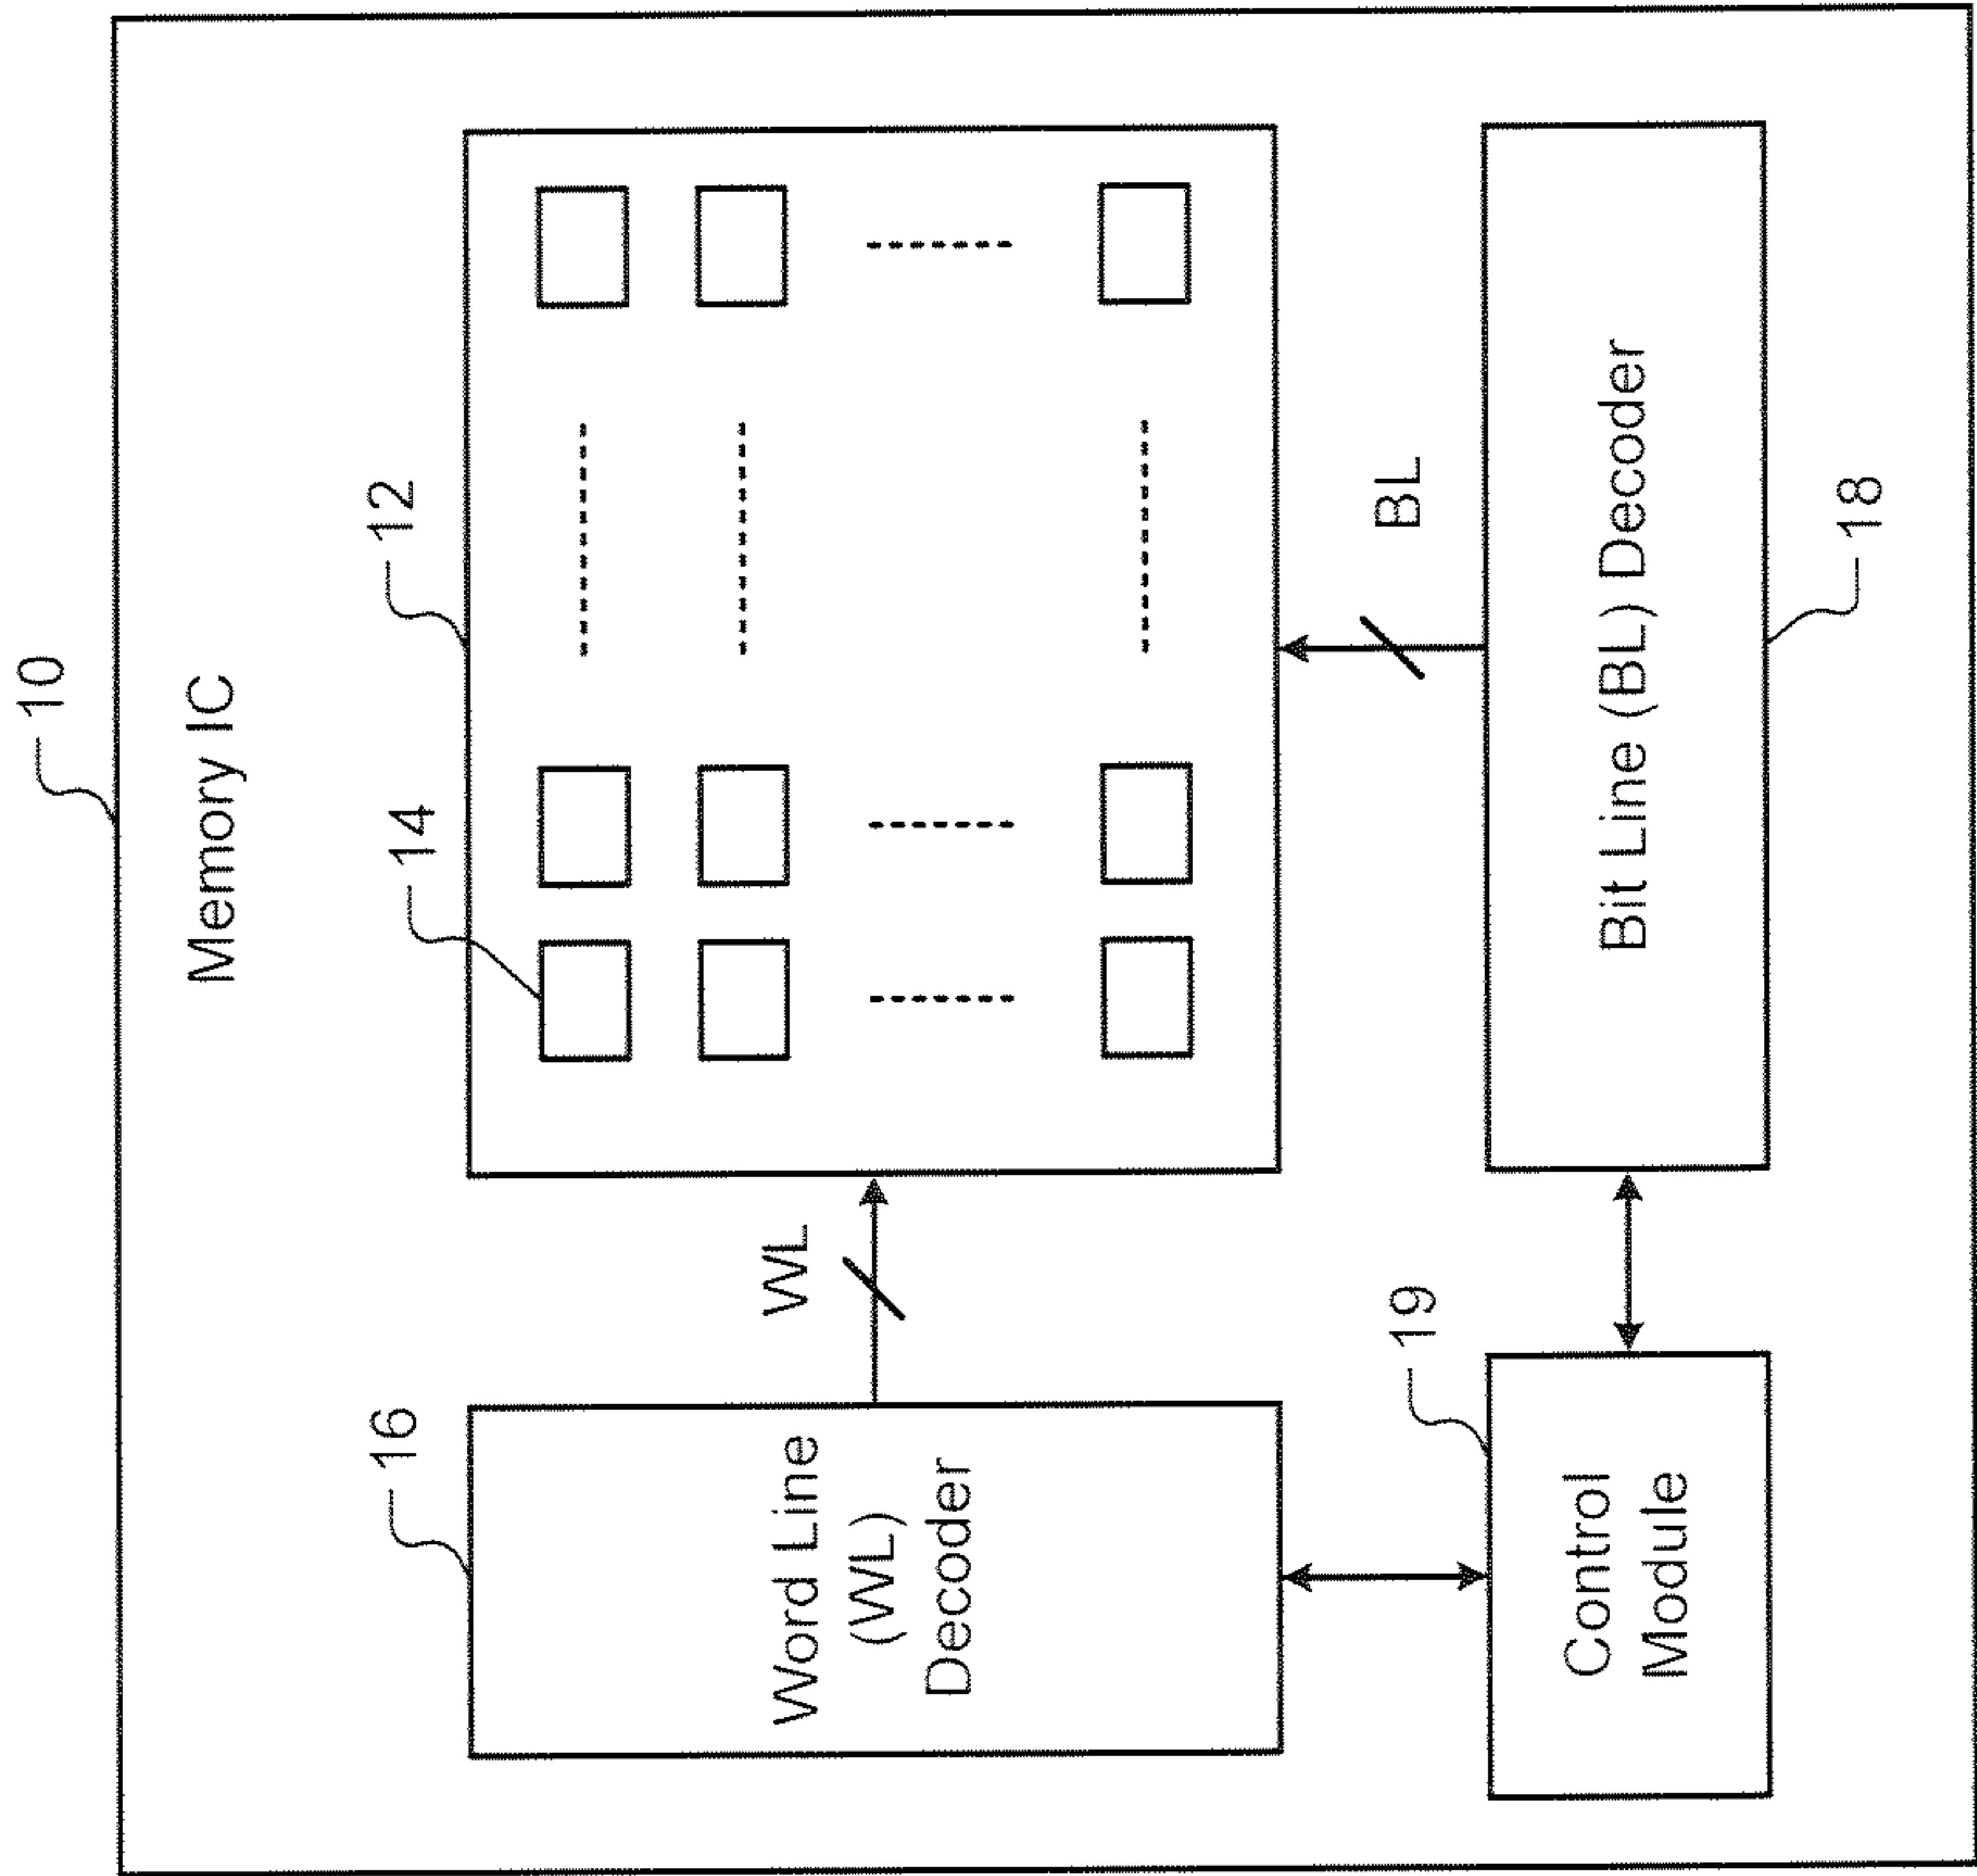 10
Memory IC
16
14
12
Word Line
(WL)
Decoder
WL
BL
19
Control
Module
Bit Line (BL) Decoder
18